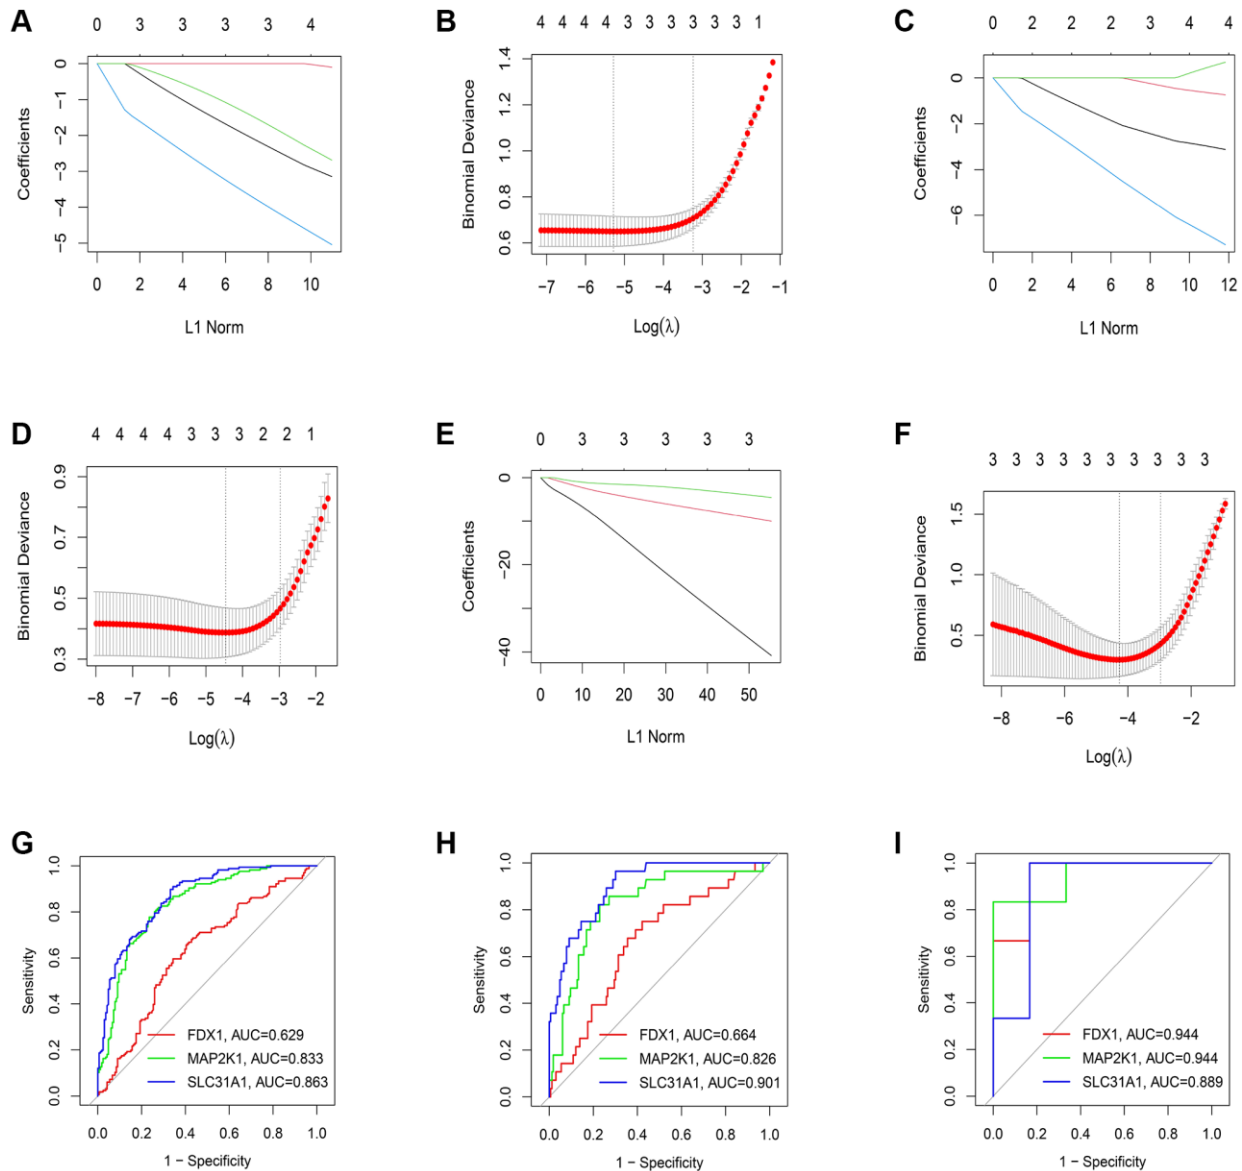 A
0 3 3 3 4
Coefficients
0
−1
−2
−3
−4
−5
0 2 4 6 8 10
L1 Norm
B
4 4 4 4 3 3 3 3 3 1
Binomial Deviance
1.4
1.2
1.0
0.8
0.6
−7 −6 −5 −4 −3 −2 −1
Log(λ)
C
0 2 2 2 3 4 4
Coefficients
0
−2
−4
−6
0 2 4 6 8 10 12
L1 Norm
D
4 4 4 4 3 3 3 2 2 1
Binomial Deviance
0.9
0.7
0.5
0.3
−8 −7 −6 −5 −4 −3 −2
Log(λ)
E
0 3 3 3 3 3
Coefficients
0
−20
−40
0 10 20 30 40 50
L1 Norm
F
3 3 3 3 3 3 3 3 3 3
Binomial Deviance
1.5
1.0
0.5
−8 −6 −4 −2
Log(λ)
G
Sensitivity
1.0
0.8
0.6
0.4
0.2
0.0
FDX1, AUC=0.629
MAP2K1, AUC=0.833
SLC31A1, AUC=0.863
0.0 0.2 0.4 0.6 0.8 1.0
1 − Specificity
H
Sensitivity
1.0
0.8
0.6
0.4
0.2
0.0
FDX1, AUC=0.664
MAP2K1, AUC=0.826
SLC31A1, AUC=0.901
0.0 0.2 0.4 0.6 0.8 1.0
1 − Specificity
I
Sensitivity
1.0
0.8
0.6
0.4
0.2
0.0
FDX1, AUC=0.944
MAP2K1, AUC=0.944
SLC31A1, AUC=0.889
0.0 0.2 0.4 0.6 0.8 1.0
1 − Specificity